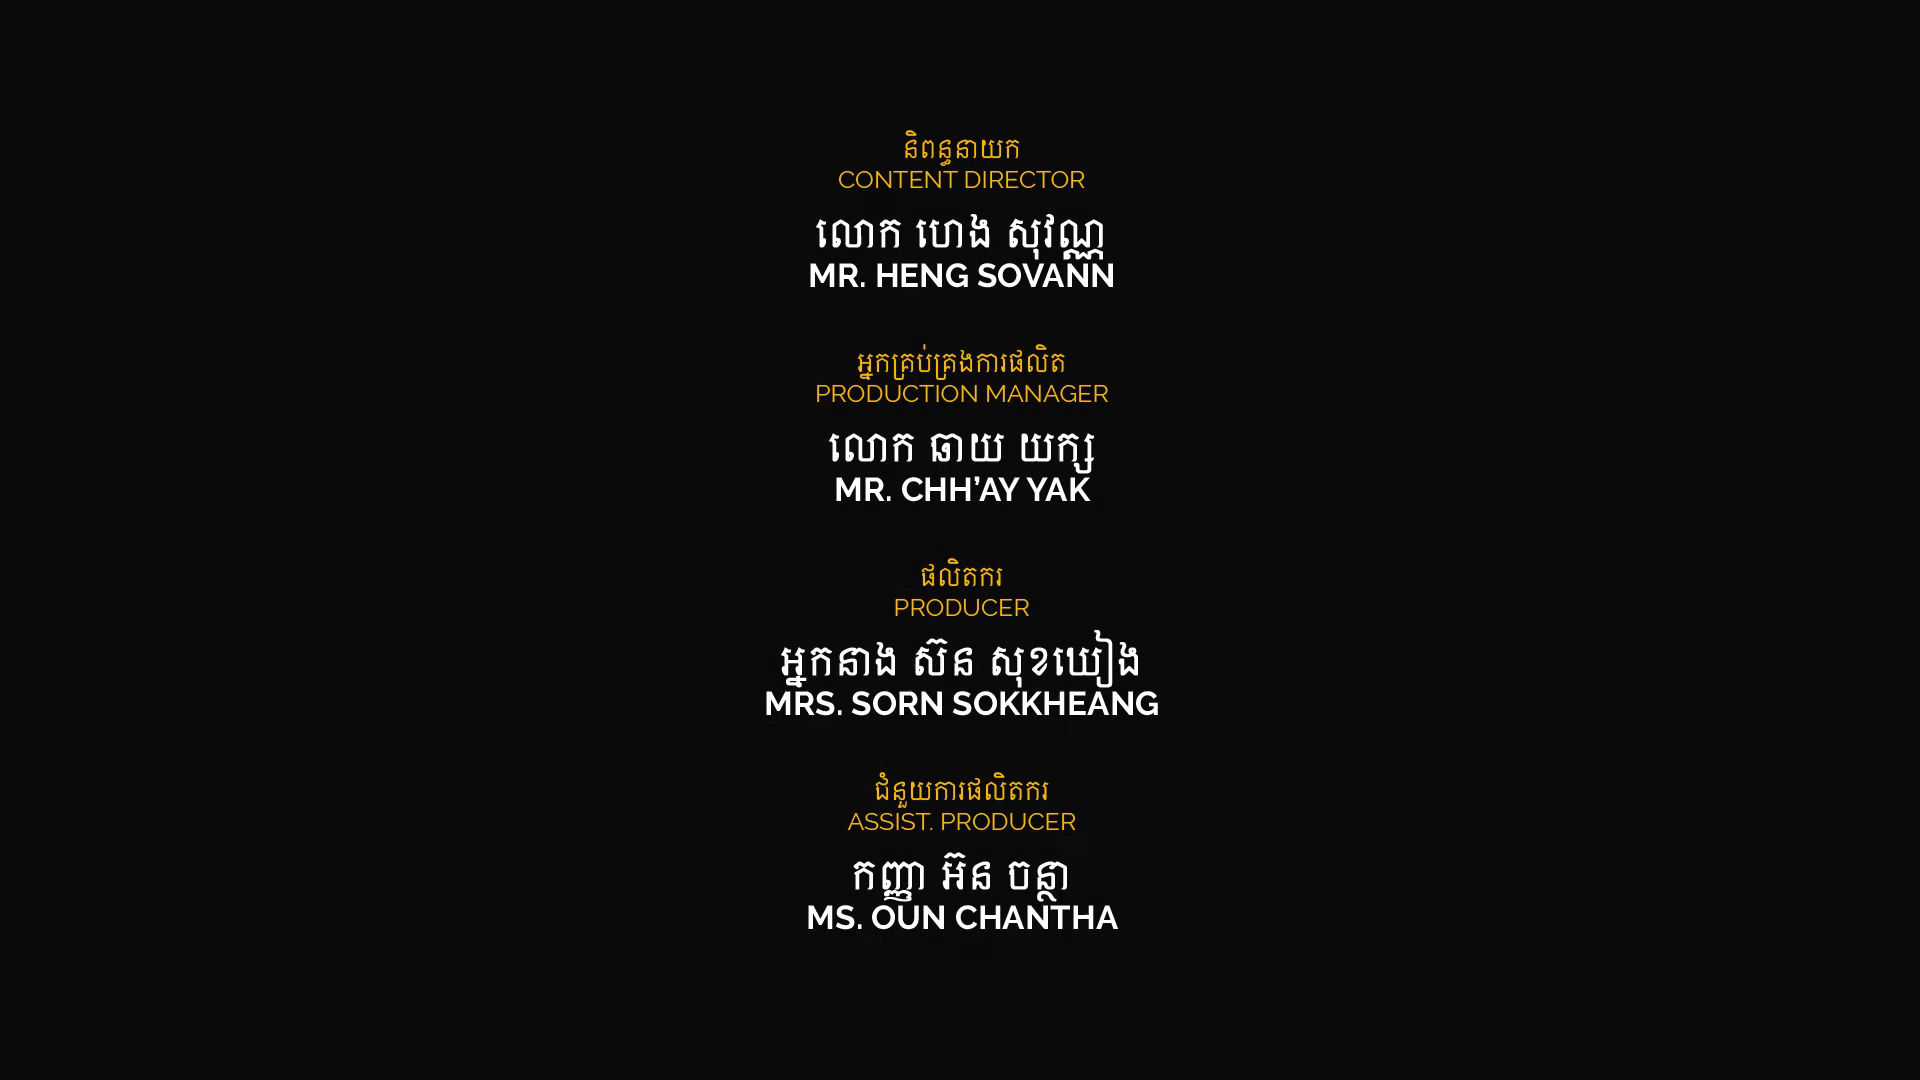 និពន្ធនាយក
CONTENT DIRECTOR
លោក ហេង សុវណ្ណ
MR. HENG SOVANN
អ្នកគ្រប់គ្រងការផលិត
PRODUCTION MANAGER
លោក ឆាយ យក្ស
MR. CHH’AY YAK
ផលិតករ
PRODUCER
អ្នកនាង ស៊ន សុខឃៀង
MRS. SORN SOKKHEANG
ជំនួយការផលិតករ
ASSIST. PRODUCER
កញ្ញា អ៊ន ចន្ថា
MS. OUN CHANTHA